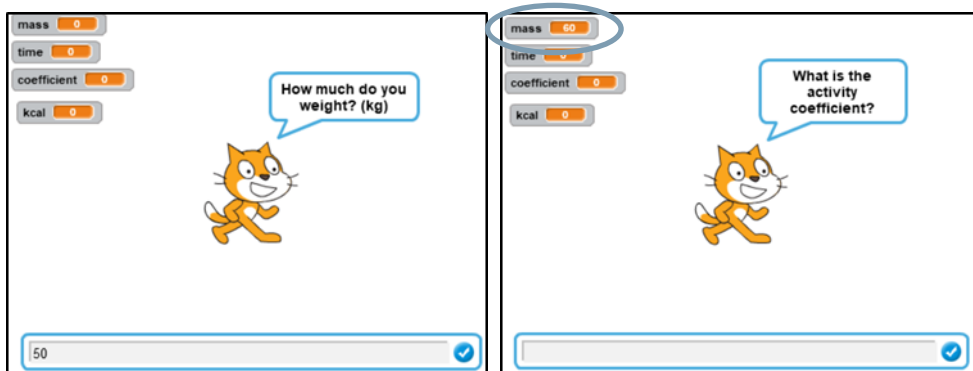 mass 0
time 0
coefficient 0
kcal 0
How much do you
weight? (kg)
50
mass 60
time 0
coefficient 0
kcal 0
What is the
activity
coefficient?